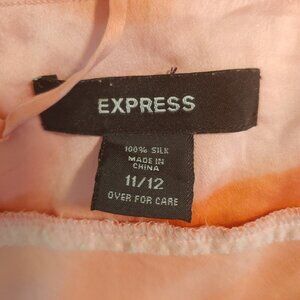 EXPRESS
100% SILK
MADE IN
CHINA
11/12
OVER FOR CARE